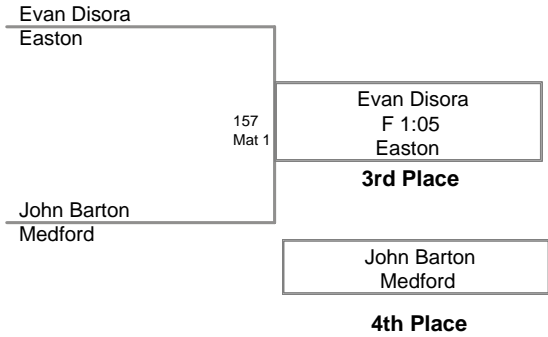 Evan Disora
Easton
157
Mat 1
Evan Disora
F 1:05
Easton
3rd Place
John Barton
Medford
John Barton
Medford
4th Place